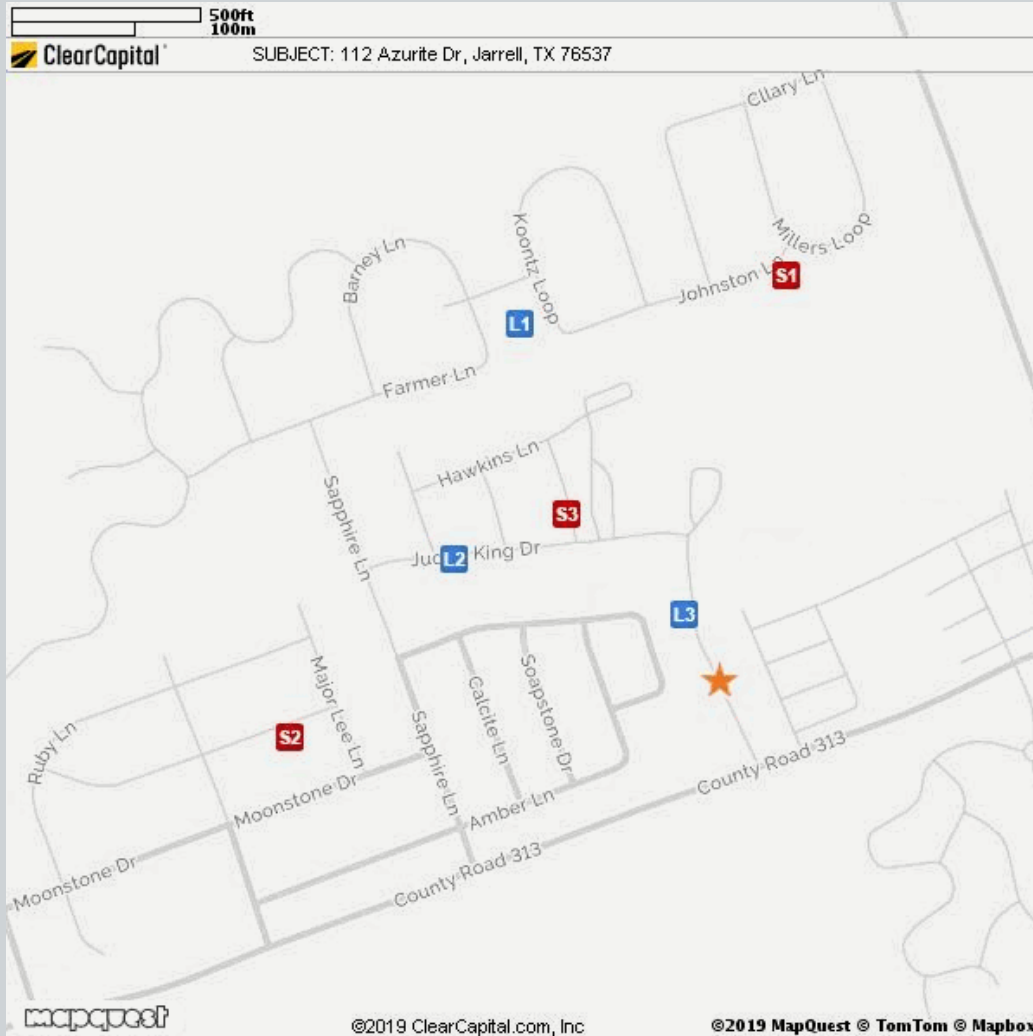 500ft
100m
ClearCapital
SUBJECT: 112 Azurite Dr, Jarrell, TX 76537
Cllary Ln
Millers Loop
Koontz Loop
Barney Ln
S1
Johnston Ln
L1
Farmer Ln
Hawkins Ln
Sapphire Ln
S3
L2
King Dr
L3
Major Lee Ln
Soapstone Dr
Calcite Ln
Ruby Ln
S2
Sapphire Ln
County Road 313
Moonstone Dr
Amber Ln
Moonstone Dr
County Road 313
mapquest
©2019 ClearCapital.com, Inc
©2019 MapQuest © TomTom © Mapbox